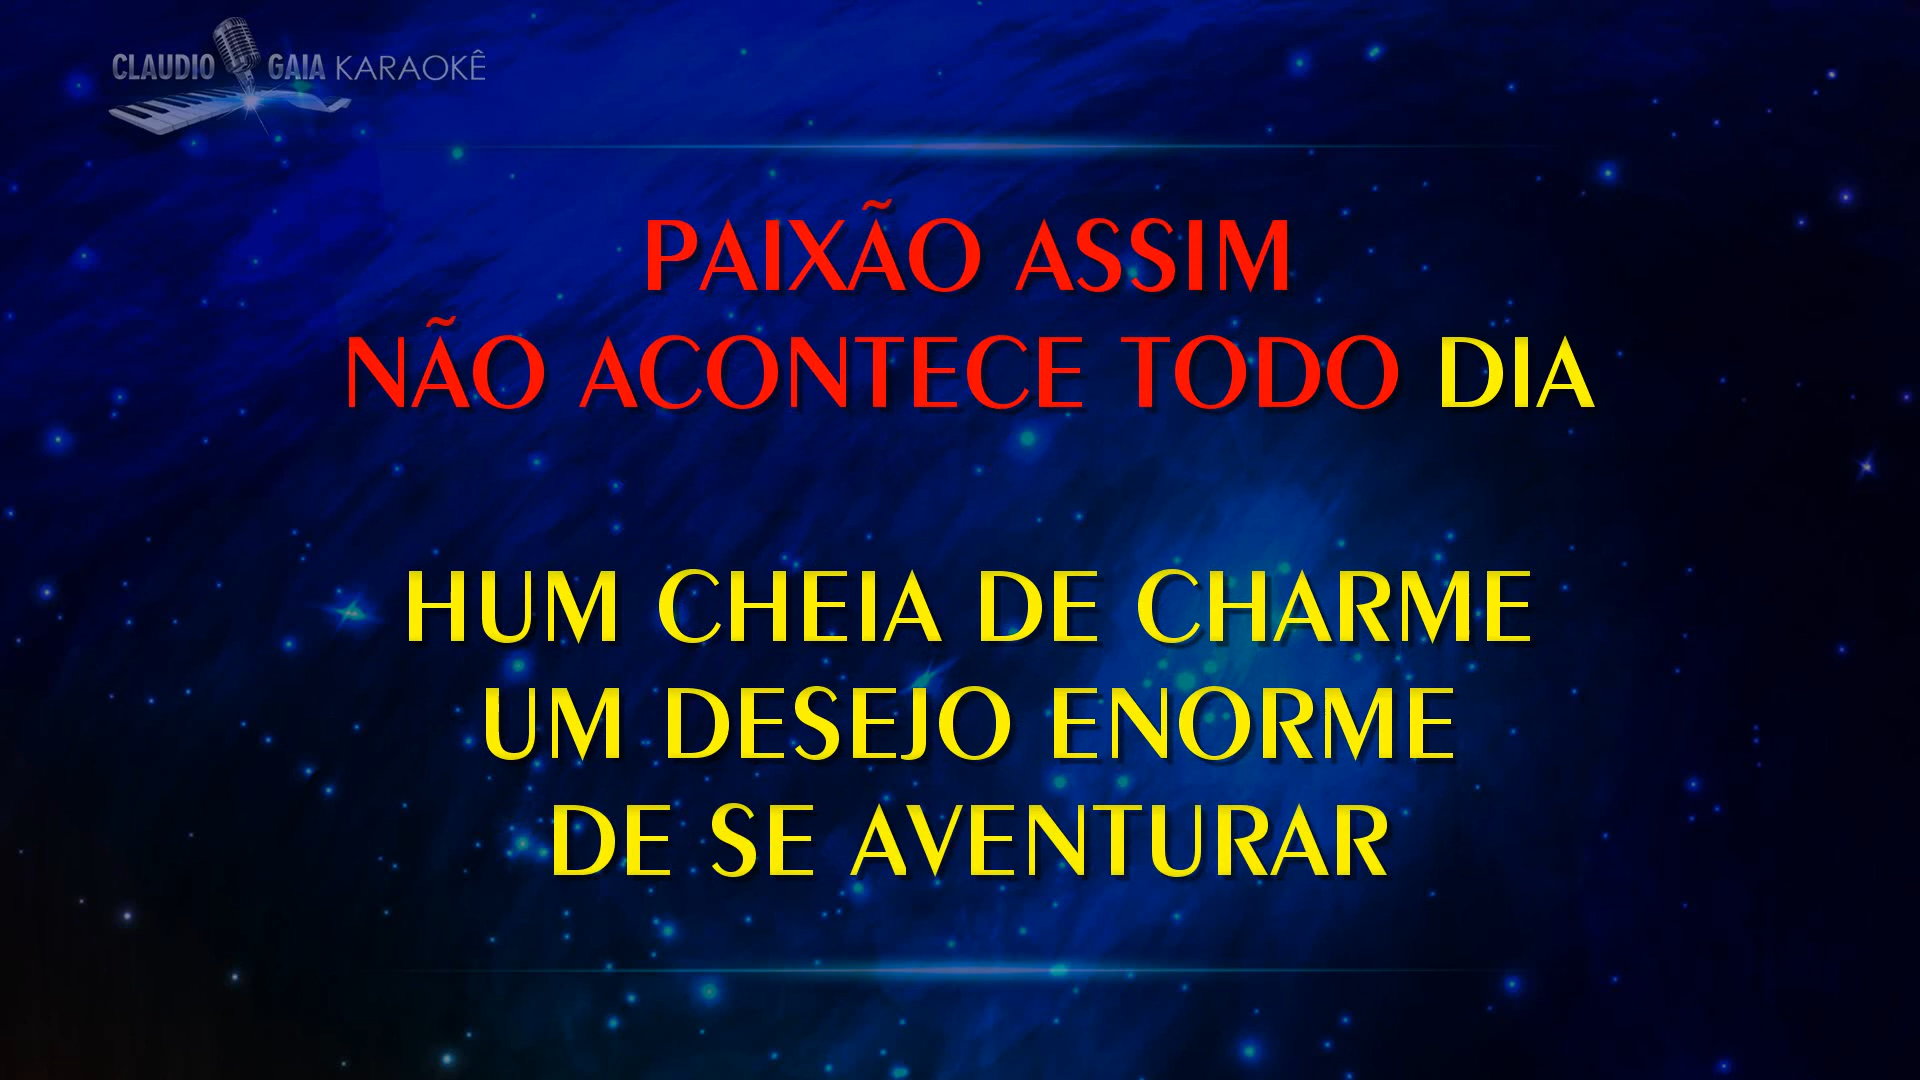 CLAUDIO GAIA KARAOKÊ
PAIXÃO ASSIM
NÃO ACONTECE TODO DIA
HUM CHEIA DE CHARME
UM DESEJO ENORME
DE SE AVENTURAR